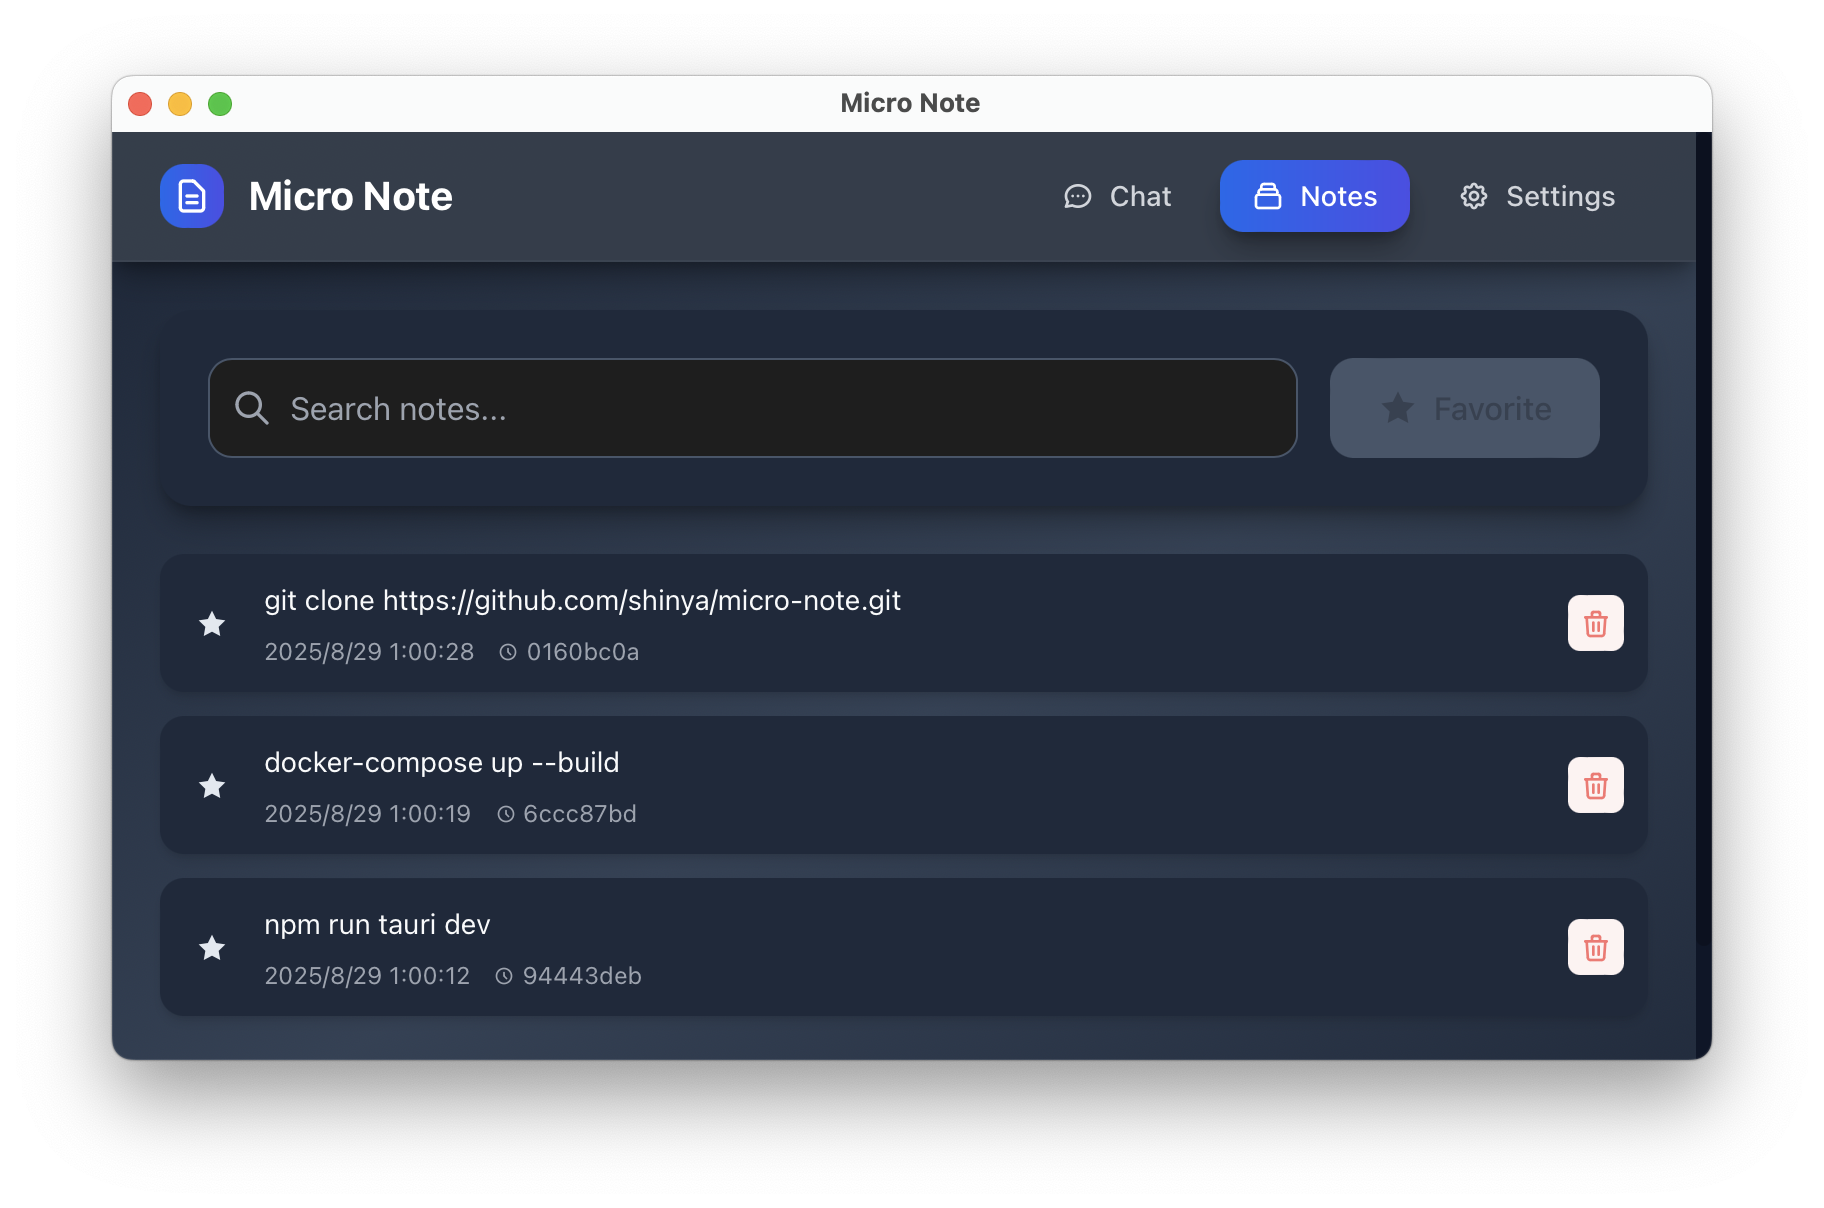 Micro Note
Micro Note
Chat
Notes
Settings
Search notes...
Favorite
git clone https://github.com/shinya/micro-note.git
2025/8/29 1:00:28 0160bc0a
docker-compose up --build
2025/8/29 1:00:19 6ccc87bd
npm run tauri dev
2025/8/29 1:00:12 94443deb